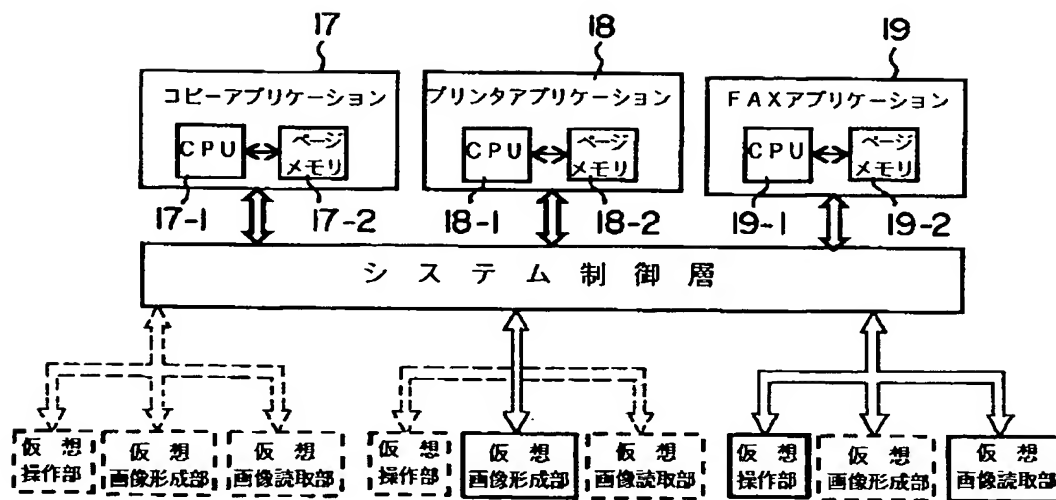 17
18
19
コピーアプリケーション
プリンタアプリケーション
FAXアプリケーション
CPU
ページ
メモリ
CPU
ページ
メモリ
CPU
ページ
メモリ
17-1
17-2
18-1
18-2
19-1
19-2
システム制御層
仮想
操作部
仮想
画像形成部
仮想
画像読取部
仮想
操作部
仮想
画像形成部
仮想
画像読取部
仮想
操作部
仮想
画像形成部
仮想
画像読取部